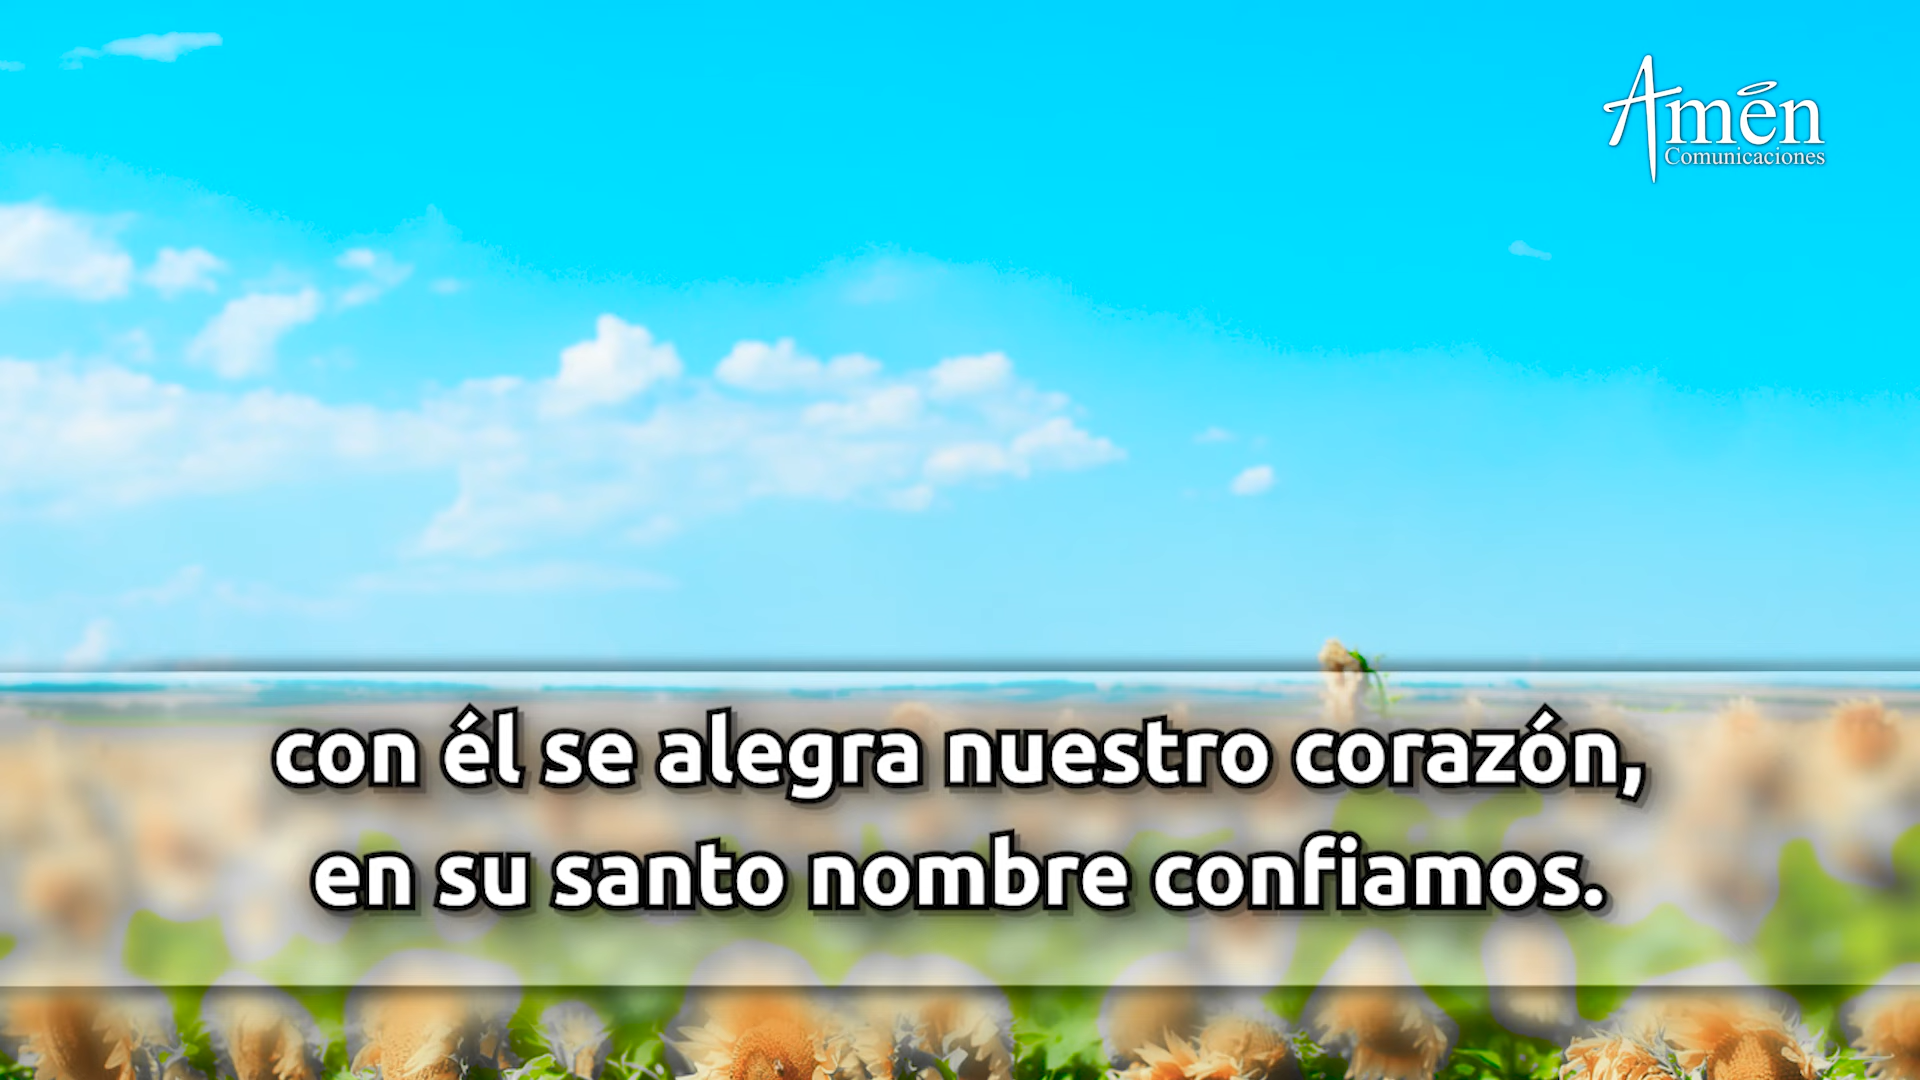 Amén
Comunicaciones
con él se alegra nuestro corazón,
en su santo nombre confiamos.